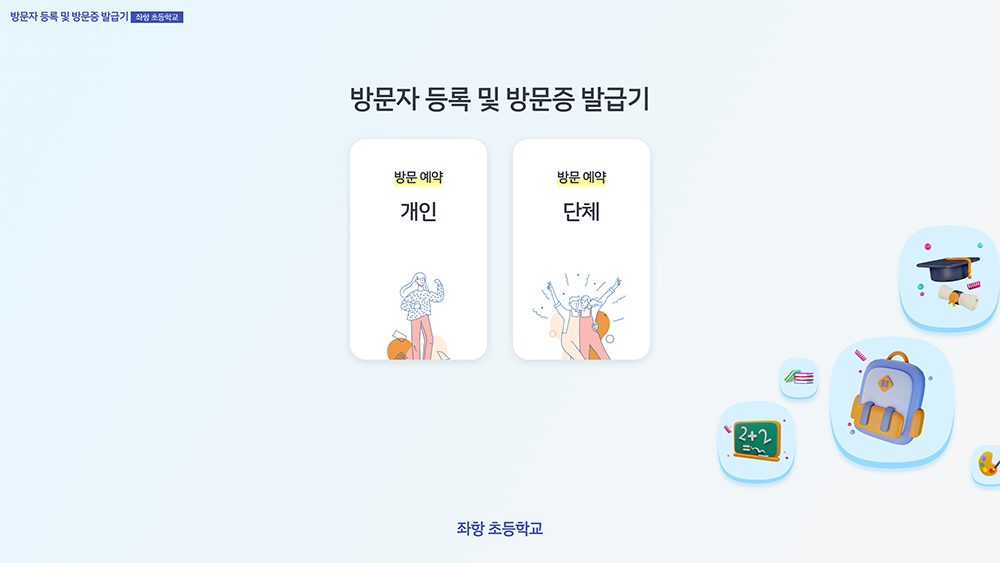 방문자 등록 및 방문증 발급기 좌항 초등학교
방문자 등록 및 방문증 발급기
방문 예약
개인
방문 예약
단체
2+2
=
좌항 초등학교